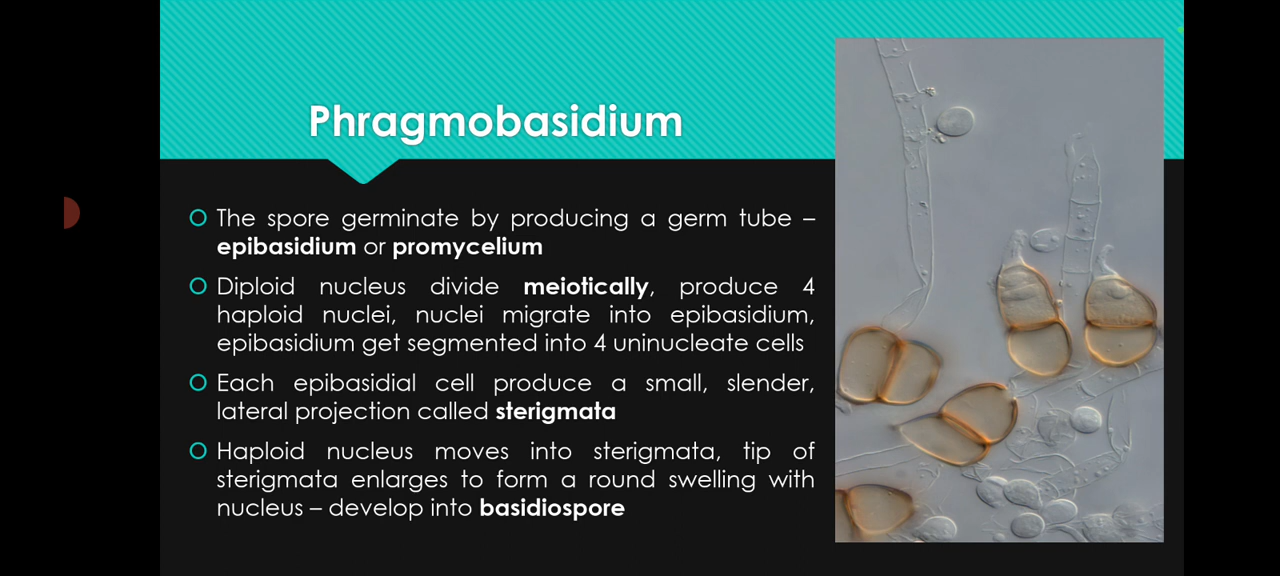 Phragmobasidium
The spore germinate by producing a germ tube –
epibasidium or promycelium
Diploid nucleus divide meiotically, produce 4
haploid nuclei, nuclei migrate into epibasidium,
epibasidium get segmented into 4 uninucleate cells
Each epibasidial cell produce a small, slender,
lateral projection called sterigmata
Haploid nucleus moves into sterigmata, tip of
sterigmata enlarges to form a round swelling with
nucleus – develop into basidiospore